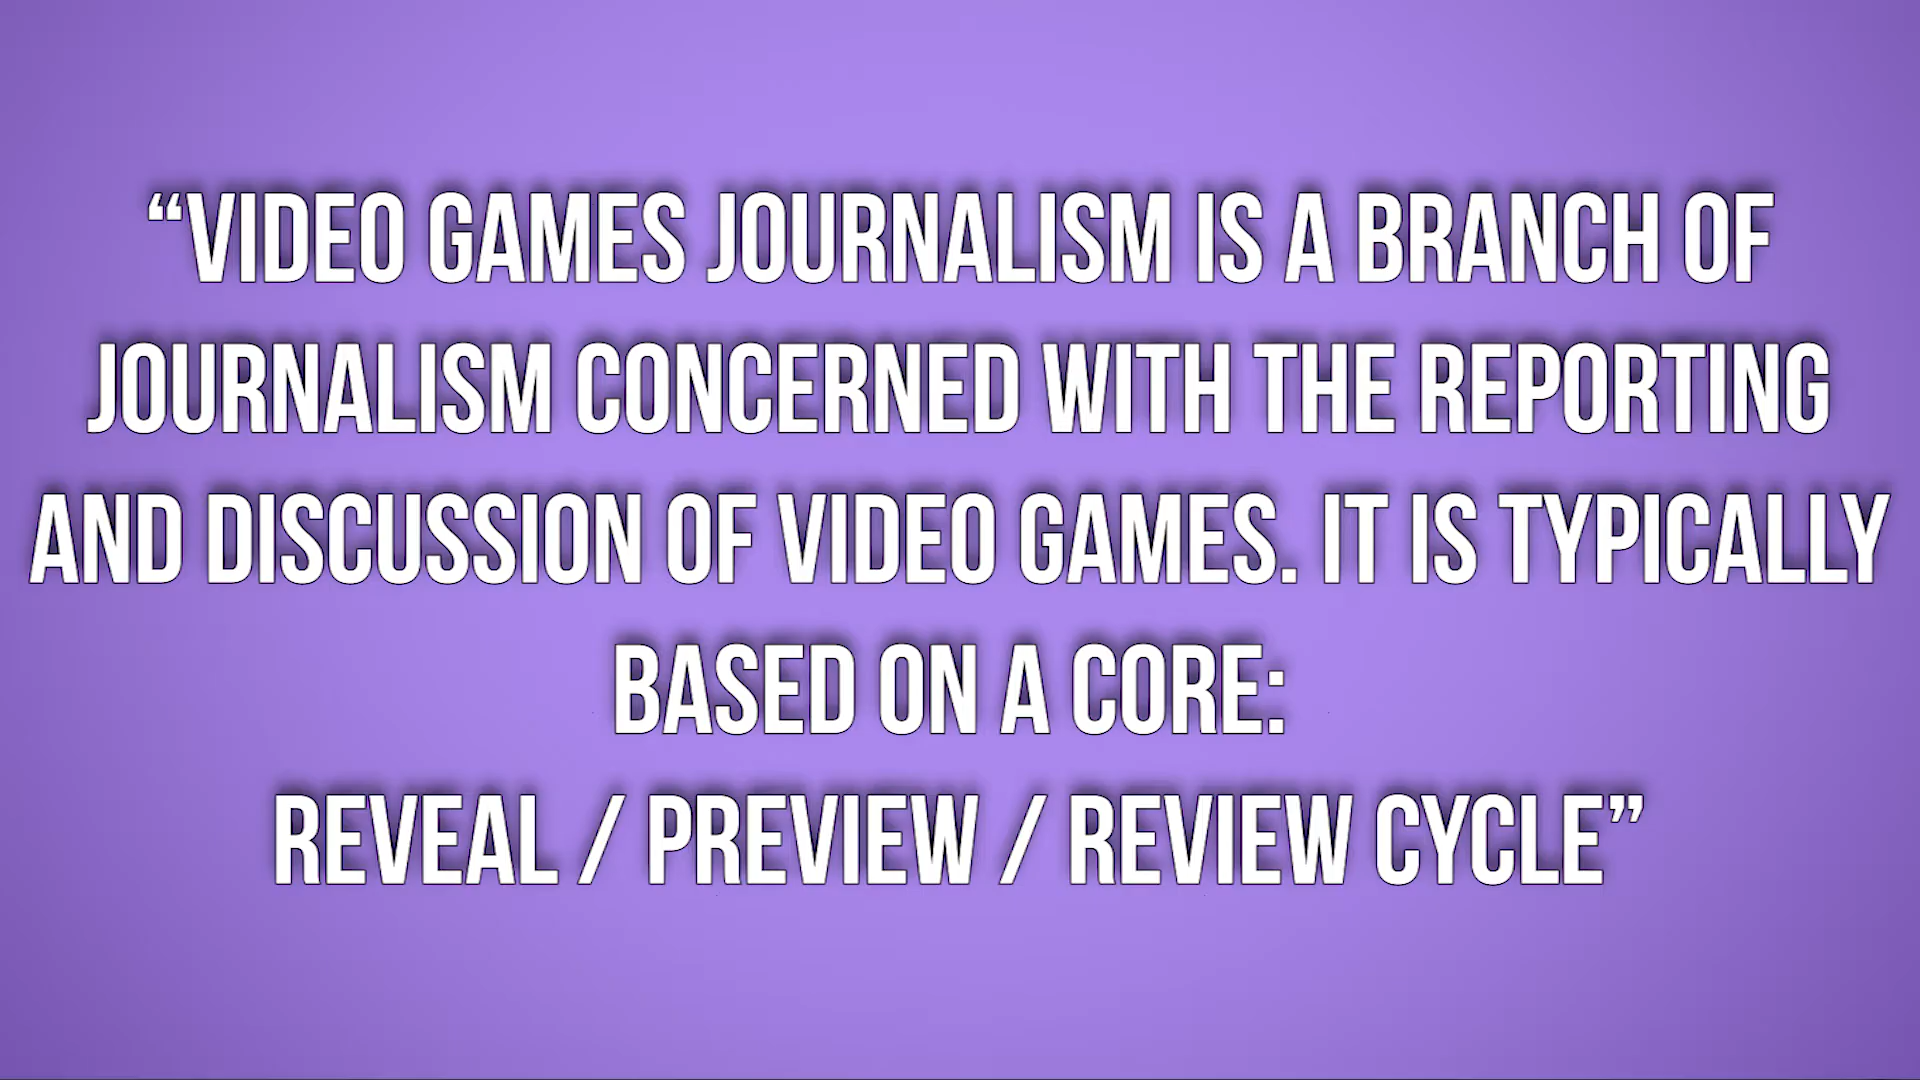 “VIDEO GAMES JOURNALISM IS A BRANCH OF
JOURNALISM CONCERNED WITH THE REPORTING
AND DISCUSSION OF VIDEO GAMES. IT IS TYPICALLY
BASED ON A CORE:
REVEAL / PREVIEW / REVIEW CYCLE”